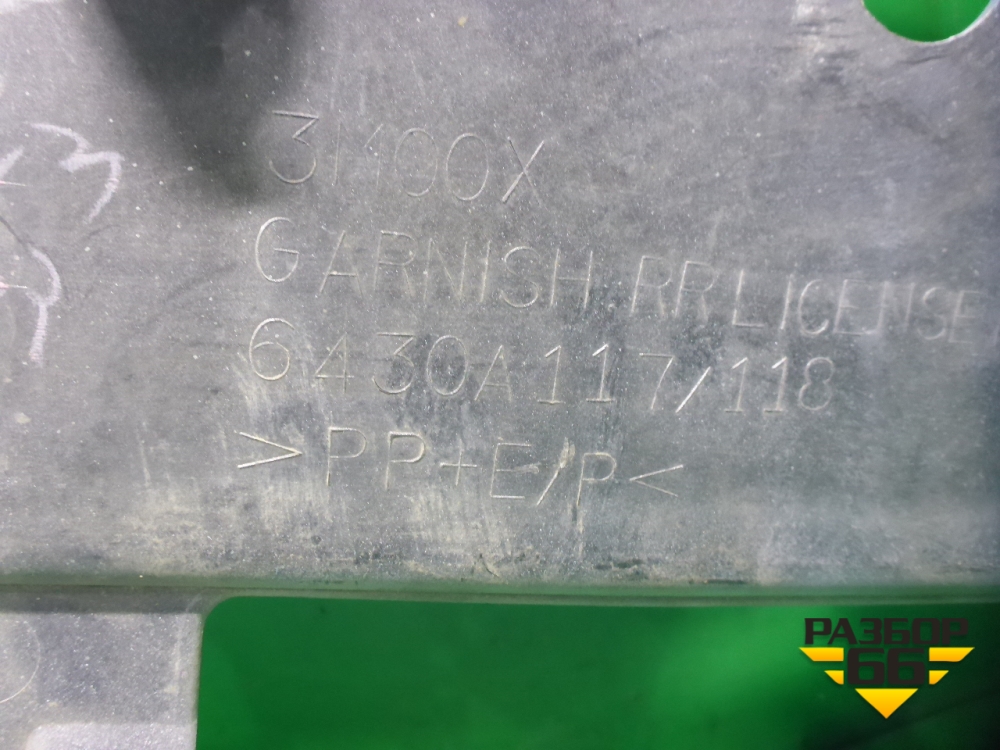 3K00X
GARNISH, RR LICENSE
6430A117/118
>PP+E/P<
РАЗБОР
66